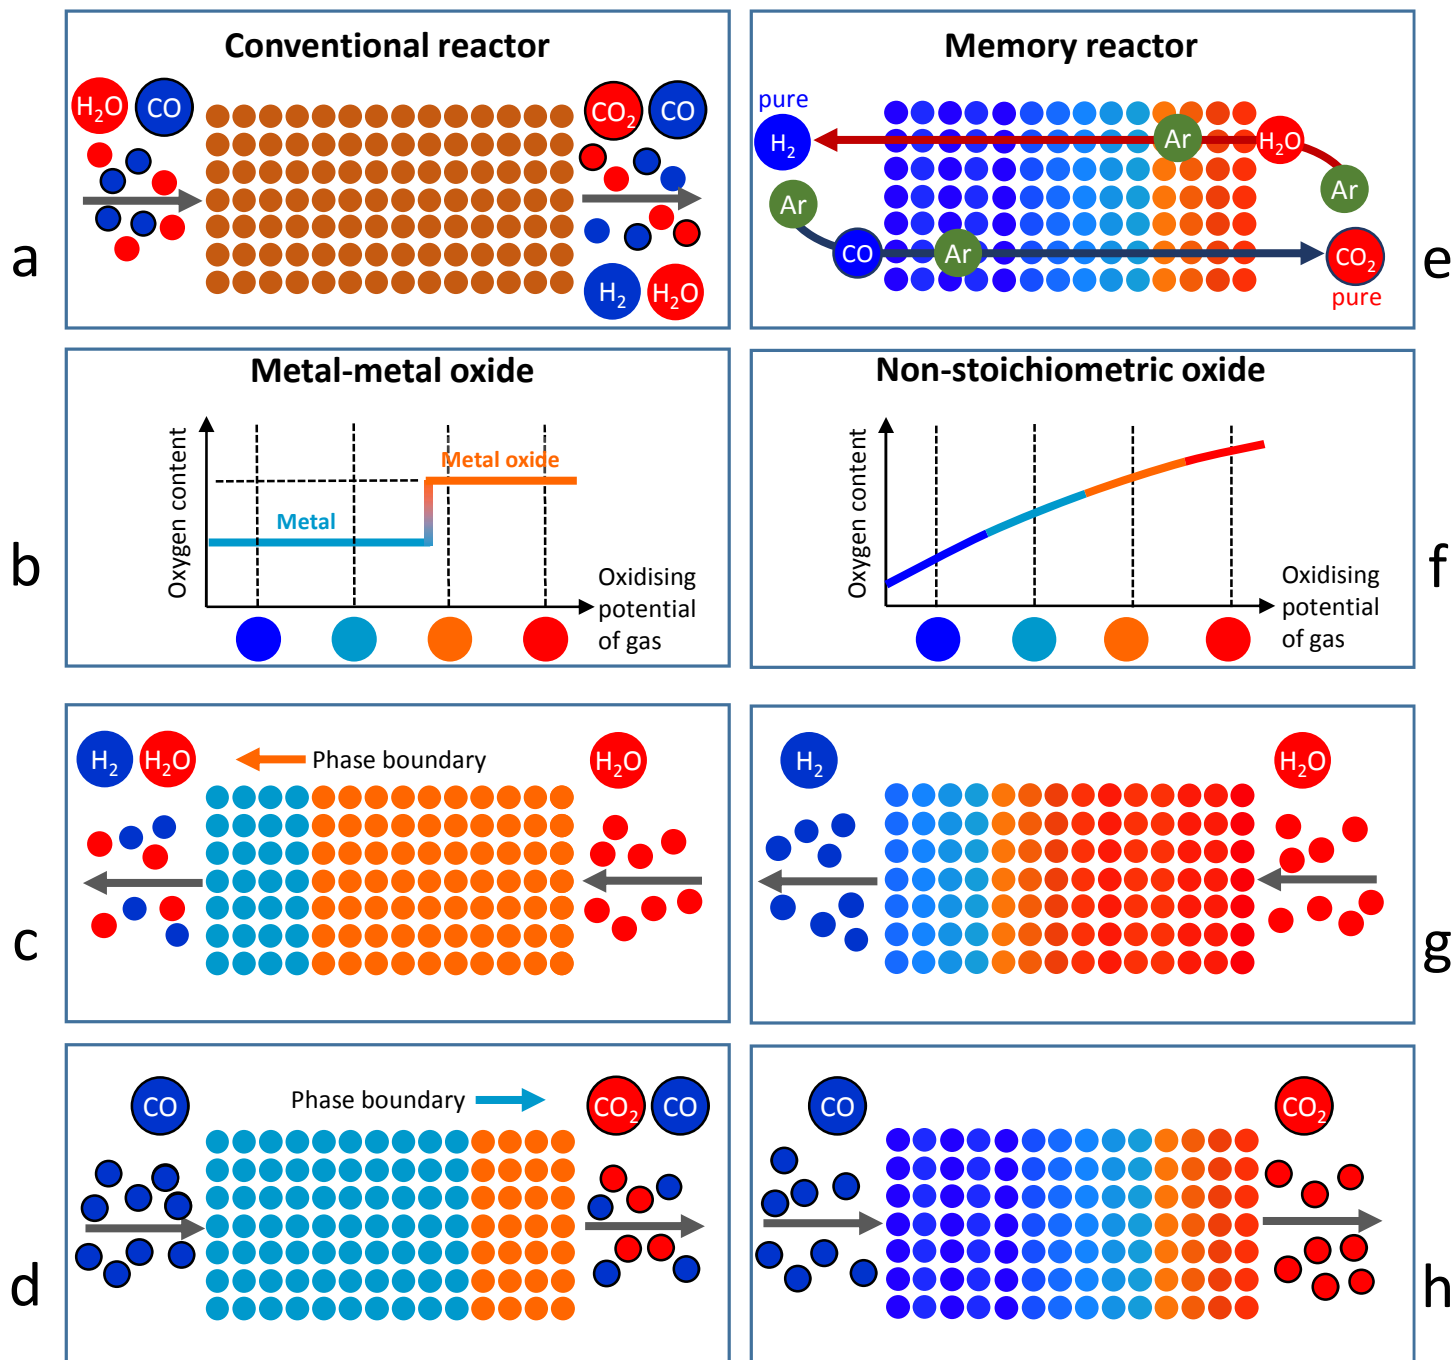 Conventional reactor
H₂O CO
CO₂ CO
H₂ H₂O
a
Memory reactor
pure
H₂
Ar
H₂O
Ar
Ar
CO
Ar
CO₂
pure
e
Metal-metal oxide
Oxygen content
Metal oxide
Metal
Oxidising
potential
of gas
b
Non-stoichiometric oxide
Oxygen content
Oxidising
potential
of gas
f
H₂ H₂O
Phase boundary
H₂O
c
H₂
H₂O
g
CO
Phase boundary
CO₂ CO
d
CO
CO₂
h